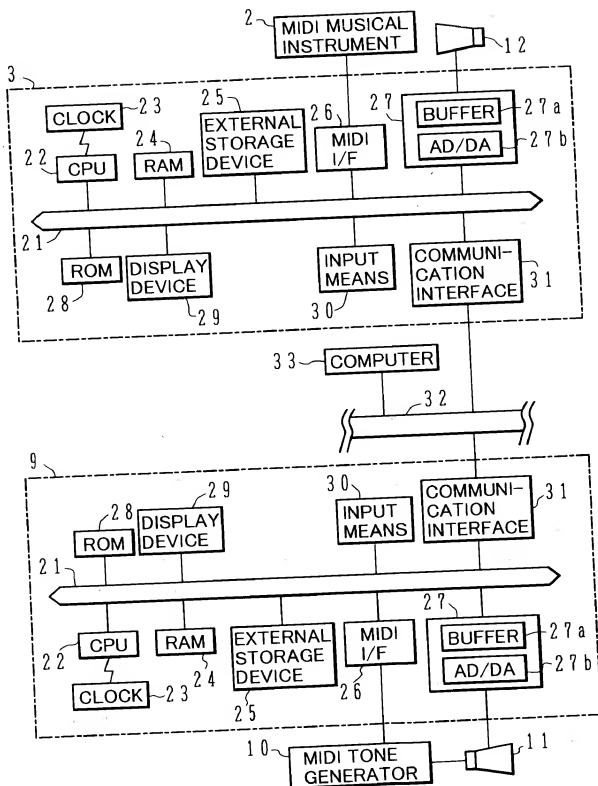 2
MIDI MUSICAL
INSTRUMENT
12
3
CLOCK
23
25
EXTERNAL
STORAGE
DEVICE
26
MIDI
I/F
27
BUFFER
27a
AD/DA
27b
22
CPU
24
RAM
21
ROM
28
DISPLAY
DEVICE
29
INPUT
MEANS
30
COMMUNI-
CATION
INTERFACE
31
33
COMPUTER
32
9
28
ROM
29
DISPLAY
DEVICE
30
INPUT
MEANS
COMMUNI-
CATION
INTERFACE
31
21
22
CPU
CLOCK
23
RAM
24
EXTERNAL
STORAGE
DEVICE
25
MIDI
I/F
26
27
BUFFER
27a
AD/DA
27b
10
MIDI TONE
GENERATOR
11